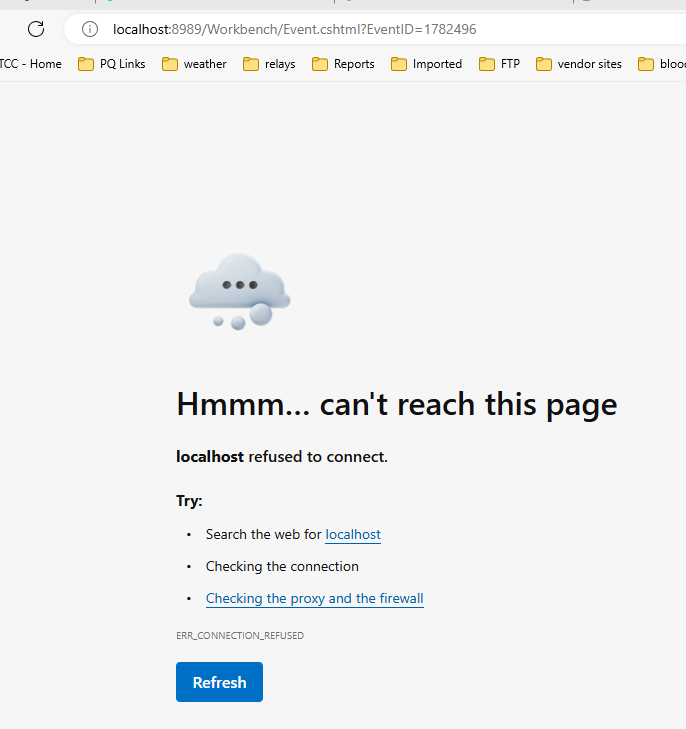 localhost:8989/Workbench/Event.cshtml?EventID=1782496
TCC - Home PQ Links weather relays Reports Imported FTP vendor sites
Hmmm... can't reach this page
localhost refused to connect.
Try:
• Search the web for localhost
• Checking the connection
• Checking the proxy and the firewall
ERR_CONNECTION_REFUSED
Refresh